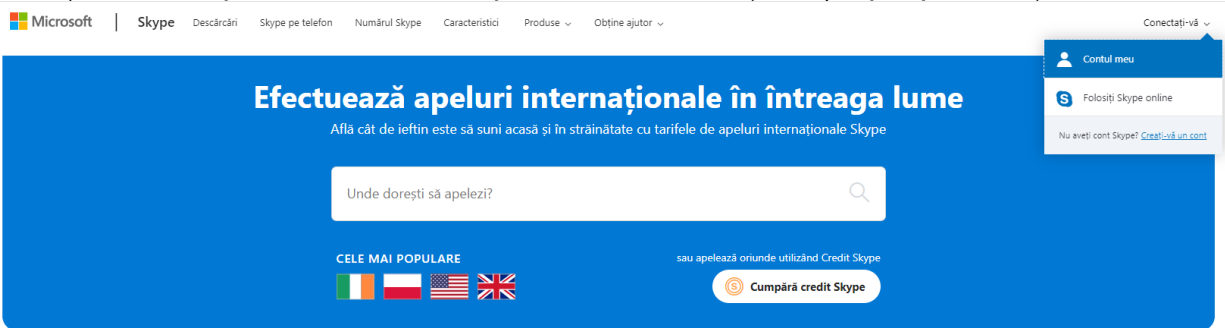 Microsoft
Skype Descărcări Skype pe telefon Numărul Skype Caracteristici Produse Obține ajutor Conectați-vă
Contul meu
Folosiți Skype online
Nu aveți cont Skype? Creați-vă un cont
Efectuează apeluri internaționale în întreaga lume
Află cât de ieftin este să suni acasă și în străinătate cu tarifele de apeluri internaționale Skype
Unde dorești să apelezi?
CELE MAI POPULARE
sau apelează oriunde utilizând Credit Skype
Cumpără credit Skype